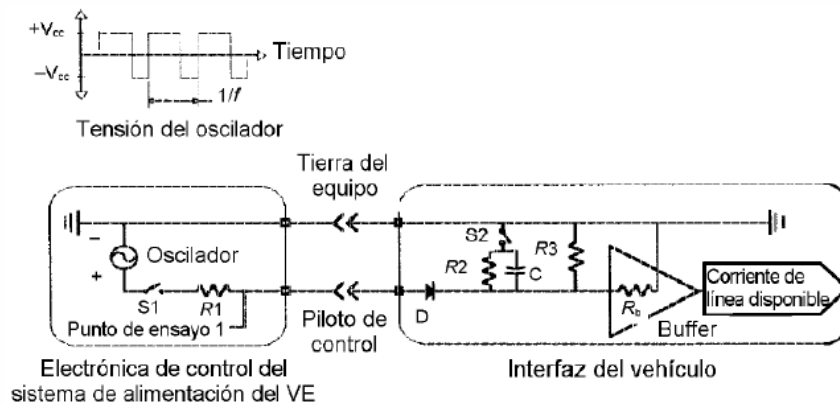 +Vcc
Tiempo
–Vcc
1/f
Tensión del oscilador
Tierra del
equipo
S2
R3
Oscilador
R2
C
Corriente de
línea disponible
S1
R1
Rb
Punto de ensayo 1
Piloto de
control
D
Buffer
Electrónica de control del
sistema de alimentación del VE
Interfaz del vehículo